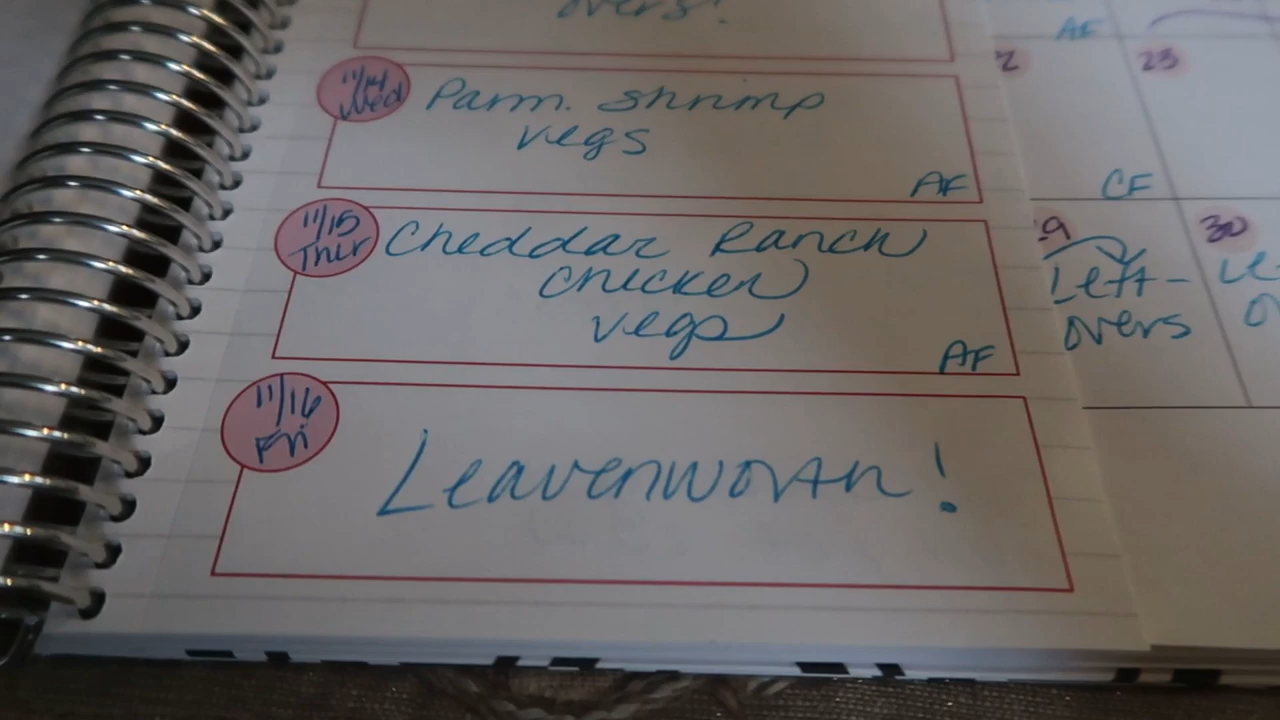 overs!
11/14
Wed
Parm. shrimp
vegs
AF
11/15
Thur
Cheddar Ranch
chicken
vegs
AF
11/16
Fri
Leavenworth!
AF
23
CF
30
Left-
overs